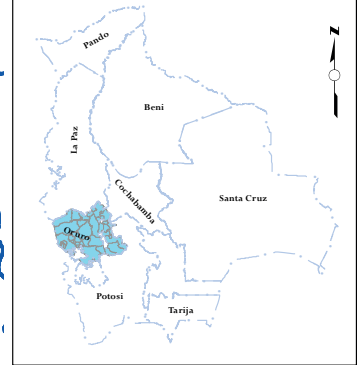 Pando
N
Beni
La Paz
Cochabamba
Santa Cruz
Oruro
Potosi
Tarija